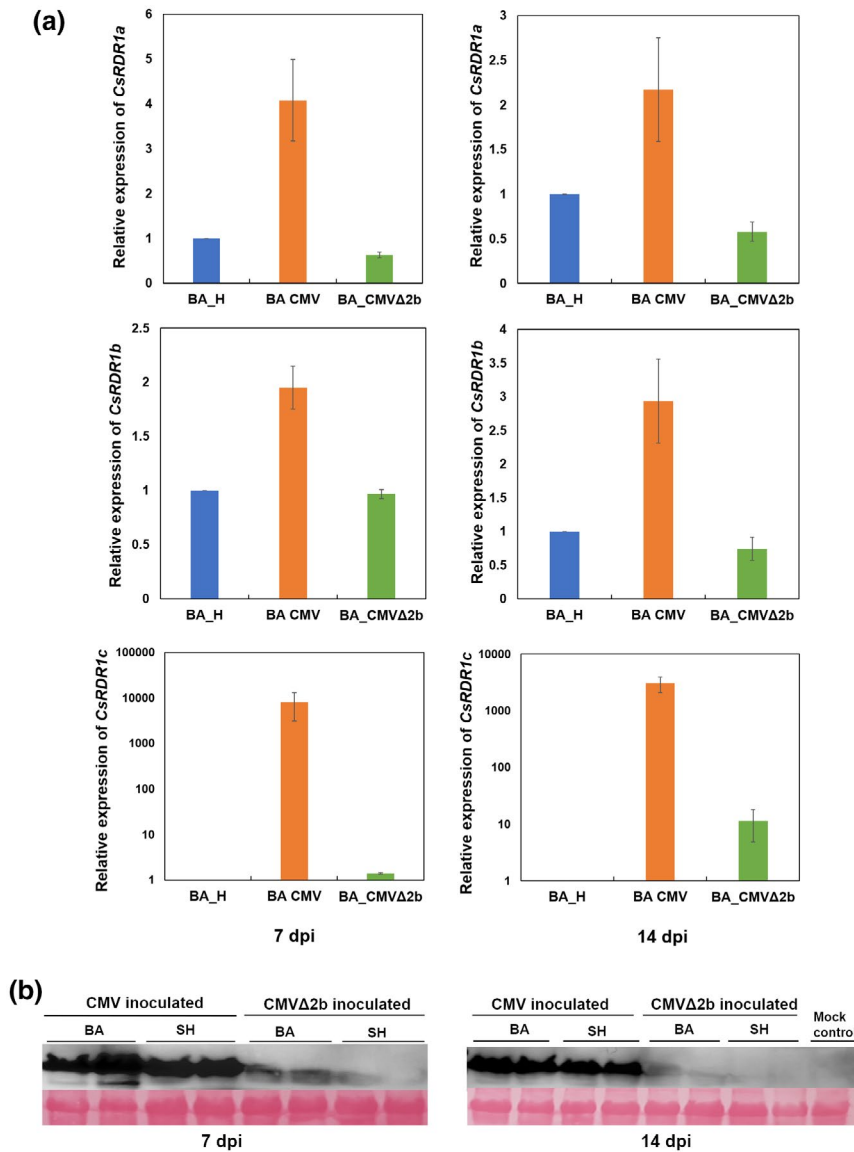 (a)
Relative expression of CsRDR1a
6
5
4
3
2
1
0
BA_H BA CMV BA_CMVΔ2b
Relative expression of CsRDR1a
3
2.5
2
1.5
1
0.5
0
BA_H BA CMV BA_CMVΔ2b
Relative expression of CsRDR1b
2.5
2
1.5
1
0.5
0
BA_H BA CMV BA_CMVΔ2b
Relative expression of CsRDR1b
4
3.5
3
2.5
2
1.5
1
0.5
0
BA_H BA CMV BA_CMVΔ2b
Relative expression of CsRDR1c
100000
10000
1000
100
10
1
BA_H BA CMV BA_CMVΔ2b
7 dpi
Relative expression of CsRDR1c
10000
1000
100
10
1
BA_H BA CMV BA_CMVΔ2b
14 dpi
(b)
CMV inoculated CMVΔ2b inoculated
BA SH BA SH
7 dpi
CMV inoculated CMVΔ2b inoculated Mock
contro
BA SH BA SH
14 dpi